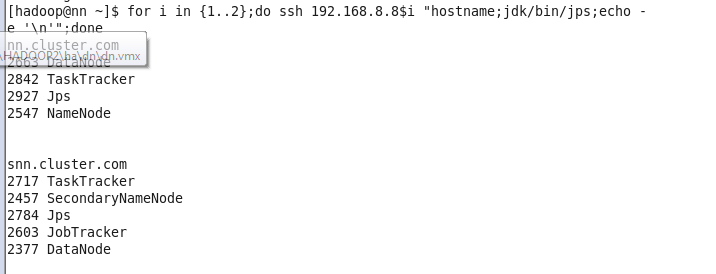 [hadoop@nn ~]$ for i in {1..2};do ssh 192.168.8.8$i "hostname;jdk/bin/jps;echo -
e '\n'";done
nn.cluster.com
\HADOOP2\ha\dn\dn.vmx
2663 DataNode
2842 TaskTracker
2927 Jps
2547 NameNode
snn.cluster.com
2717 TaskTracker
2457 SecondaryNameNode
2784 Jps
2603 JobTracker
2377 DataNode